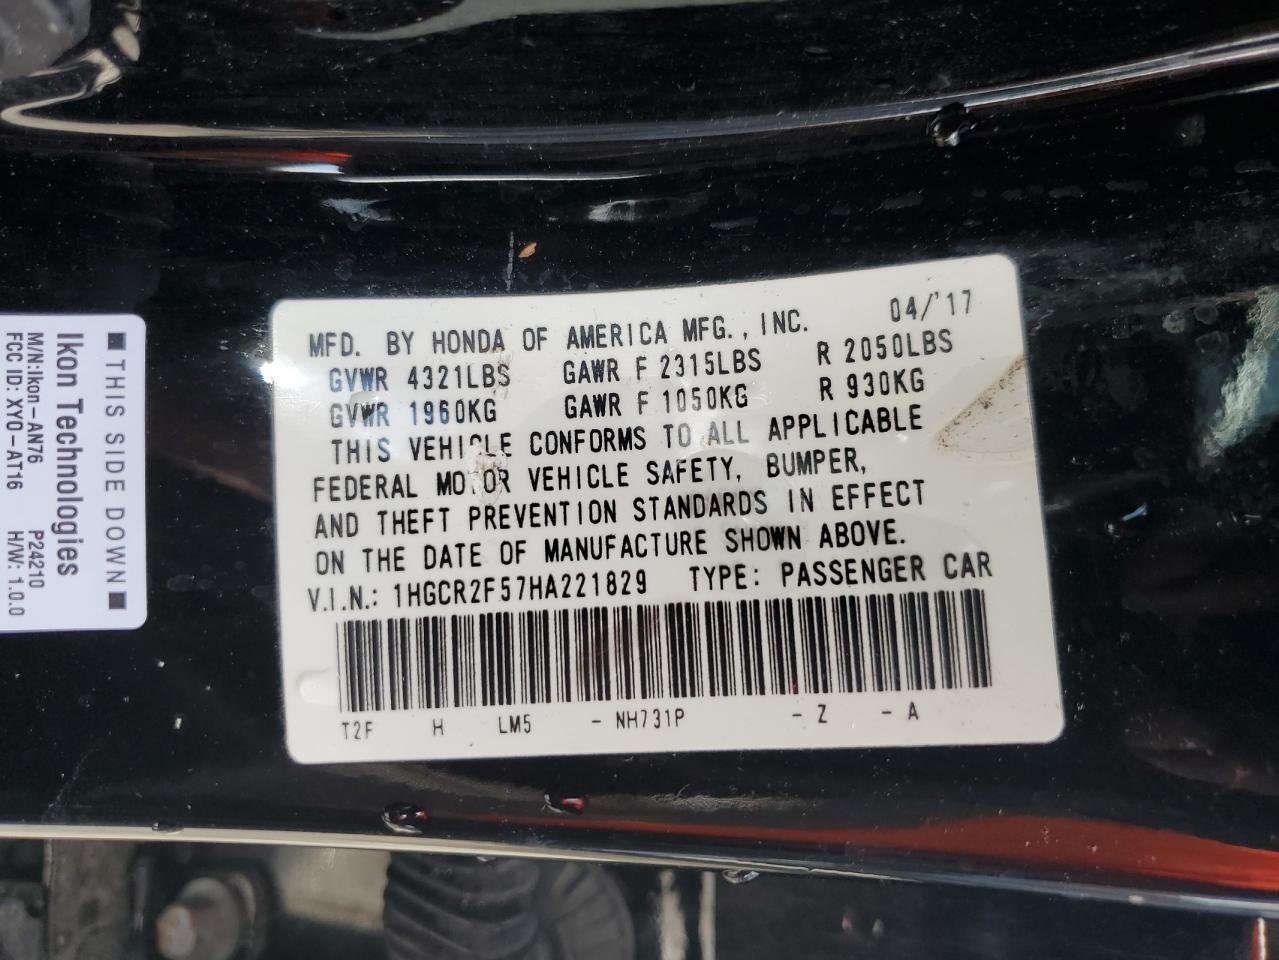 MFD. BY HONDA OF AMERICA MFG., INC. 04/'17
GVWR 4321LBS GAWR F 2315LBS R 2050LBS
GVWR 1960KG GAWR F 1050KG R 930KG
THIS VEHICLE CONFORMS TO ALL APPLICABLE
FEDERAL MOTOR VEHICLE SAFETY, BUMPER,
AND THEFT PREVENTION STANDARDS IN EFFECT
ON THE DATE OF MANUFACTURE SHOWN ABOVE.
V.I.N.: 1HGCR2F57HA221829 TYPE: PASSENGER CAR
T2F H LM5 - NH731P - Z - A
■ THIS SIDE DOWN ■
Ikon Technologies
M/N:Ikon-AN76 P24210
FCC ID: XYO-AT16 H/W: 1.0.0